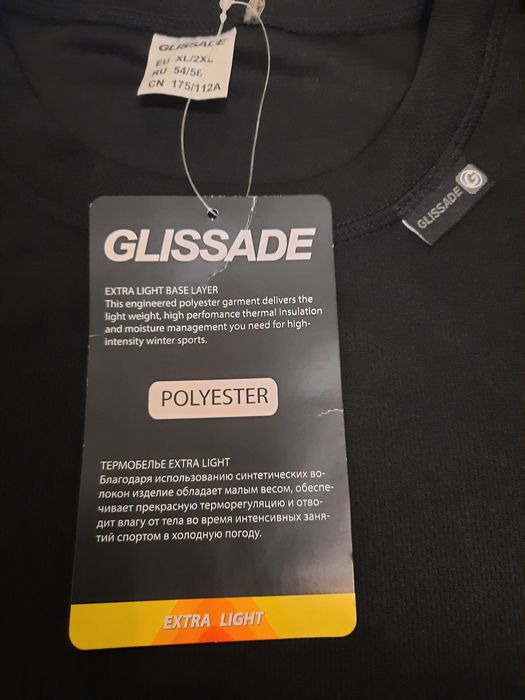 GLISSADE
EU XL/2XL
RU 54/56
CN 175/112A
GLISSADE G
GLISSADE
EXTRA LIGHT BASE LAYER
This engineered polyester garment delivers the
light weight, high perfomance thermal insulation
and moisture management you need for high-
intensity winter sports.
POLYESTER
ТЕРМОБЕЛЬЕ EXTRA LIGHT
Благодаря использованию синтетических во-
локон изделие обладает малым весом, обеспе-
чивает прекрасную терморегуляцию и отво-
дит влагу от тела во время интенсивных заня-
тий спортом в холодную погоду.
EXTRA LIGHT